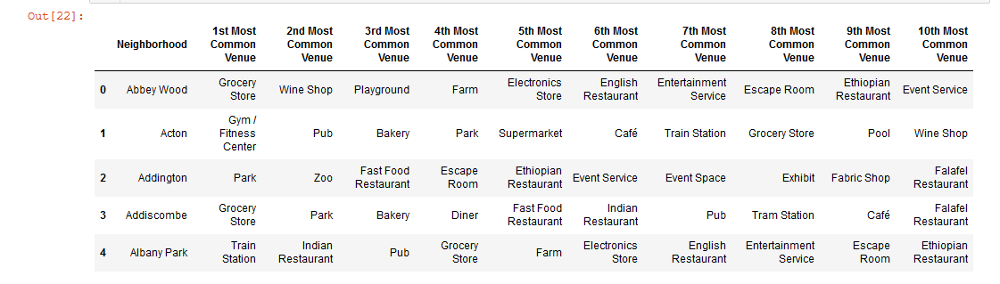 Out[22]:
Neighborhood 1st Most Common Venue 2nd Most Common Venue 3rd Most Common Venue 4th Most Common Venue 5th Most Common Venue 6th Most Common Venue 7th Most Common Venue 8th Most Common Venue 9th Most Common Venue 10th Most Common Venue
0 Abbey Wood Grocery Store Wine Shop Playground Farm Electronics Store English Restaurant Entertainment Service Escape Room Ethiopian Restaurant Event Service
1 Acton Gym / Fitness Center Pub Bakery Park Supermarket Café Train Station Grocery Store Pool Wine Shop
2 Addington Park Zoo Fast Food Restaurant Escape Room Ethiopian Restaurant Event Service Event Space Exhibit Fabric Shop Falafel Restaurant
3 Addiscombe Grocery Store Park Bakery Diner Fast Food Restaurant Indian Restaurant Pub Tram Station Café Falafel Restaurant
4 Albany Park Train Station Indian Restaurant Pub Grocery Store Farm Electronics Store English Restaurant Entertainment Service Escape Room Ethiopian Restaurant